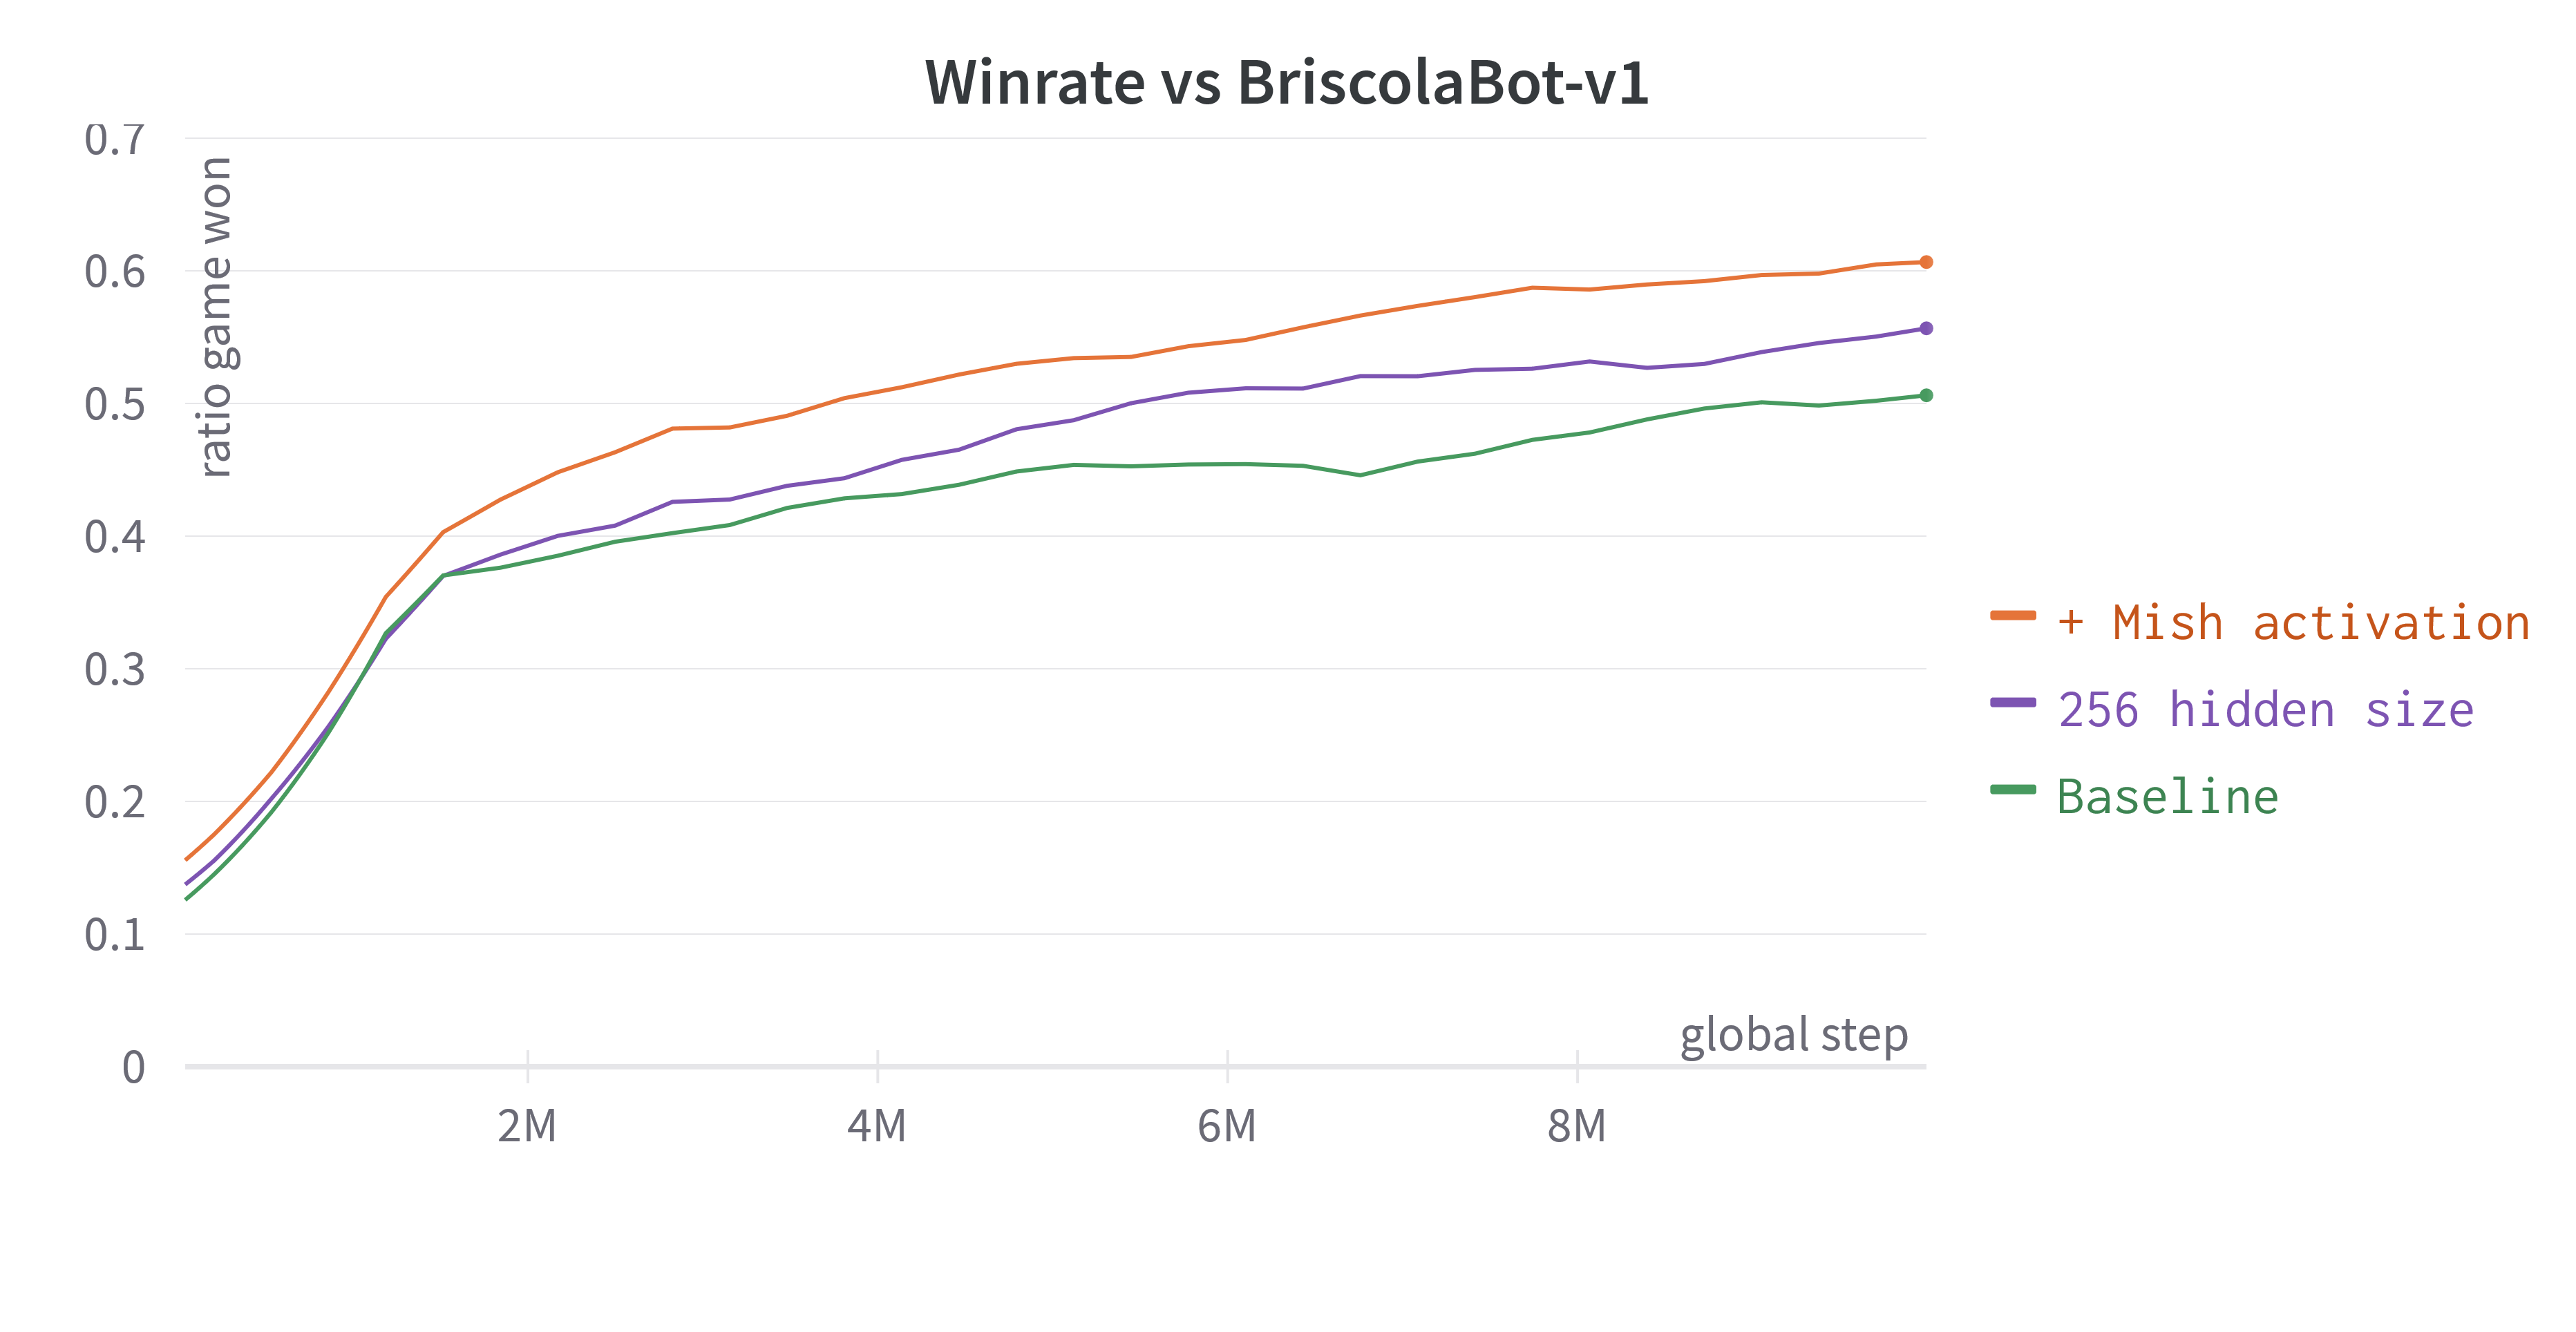 Winrate vs BriscolaBot-v1
0.7
0.6
0.5
0.4
0.3
0.2
0.1
0
ratio game won
global step
2M
4M
6M
8M
+ Mish activation
256 hidden size
Baseline